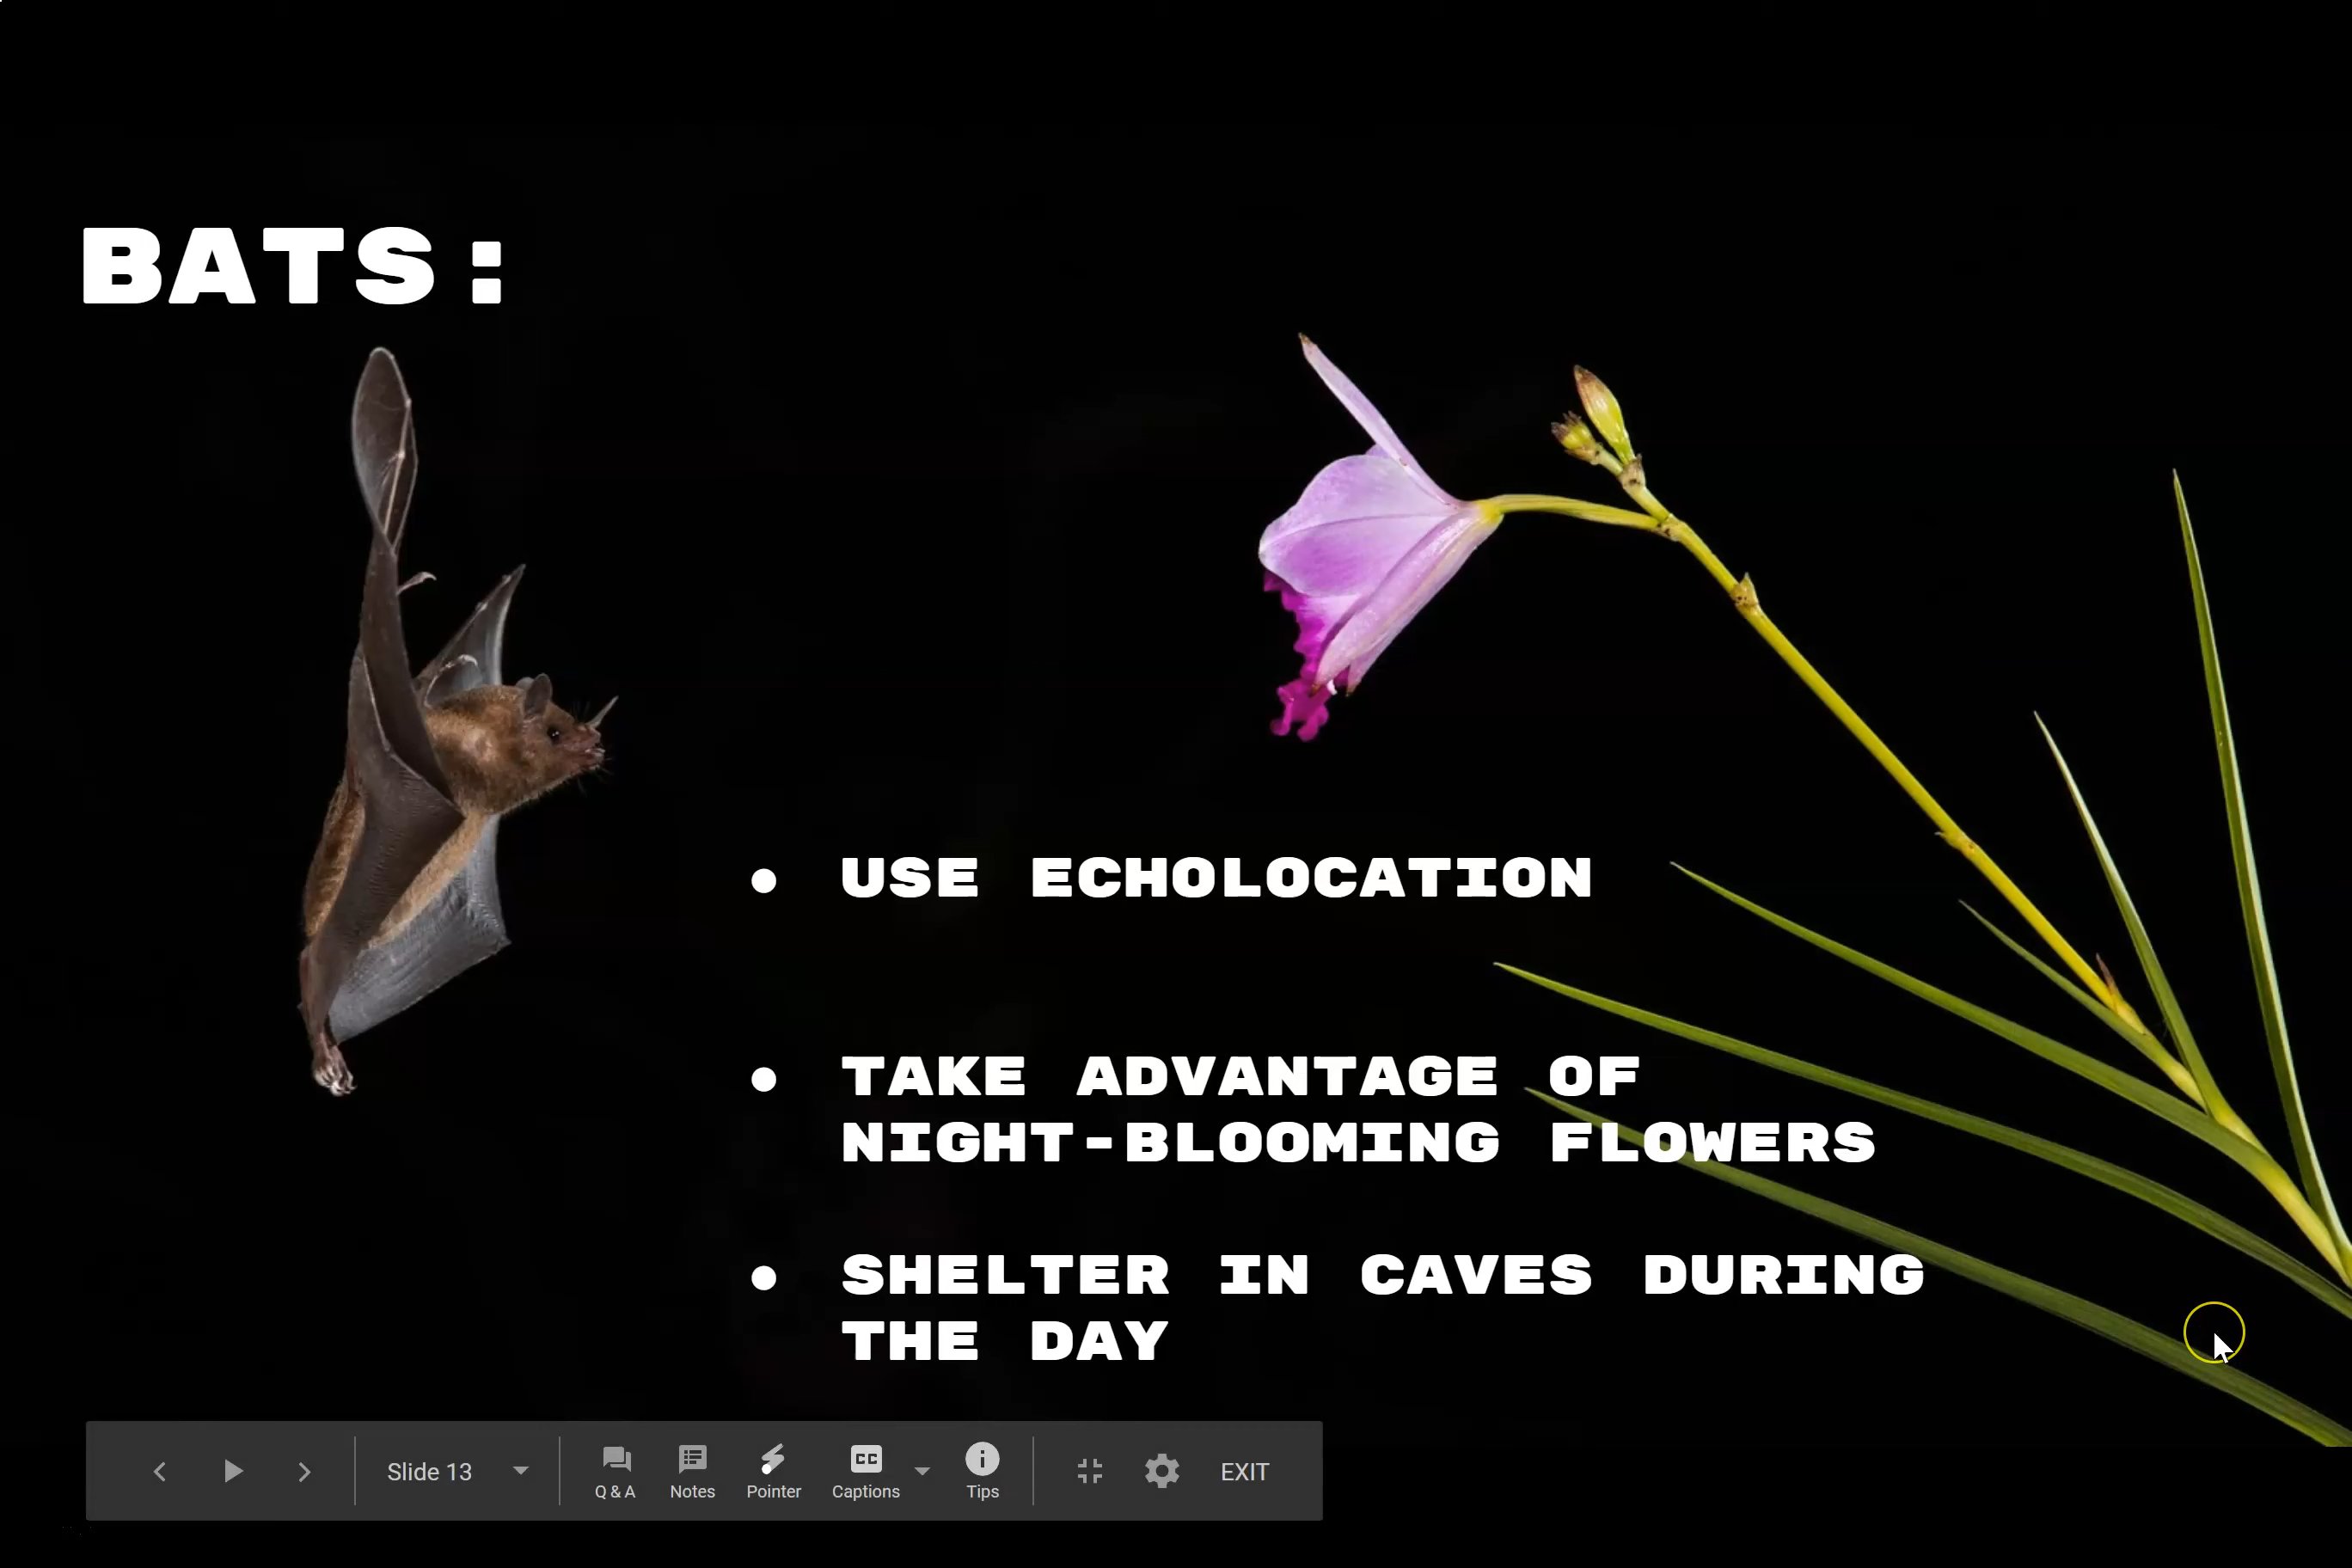 BATS:
● USE ECHOLOCATION
● TAKE ADVANTAGE OF
NIGHT-BLOOMING FLOWERS
● SHELTER IN CAVES DURING
THE DAY
Slide 13
Q & A
Notes
Pointer
CC
Captions
Tips
EXIT